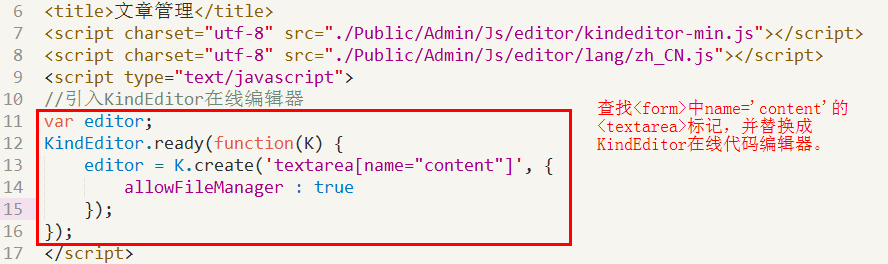 6 <title>文章管理</title>
7 <script charset="utf-8" src="./Public/Admin/Js/editor/kindeditor-min.js"></script>
8 <script charset="utf-8" src="./Public/Admin/Js/editor/lang/zh_CN.js"></script>
9 <script type="text/javascript">
10 //引入KindEditor在线编辑器
11 var editor;
12 KindEditor.ready(function(K) {
13     editor = K.create('textarea[name="content"]', {
14         allowFileManager : true
15     });
16 });
17 </script>
查找<form>中name='content'的
<textarea>标记，并替换成
KindEditor在线代码编辑器。